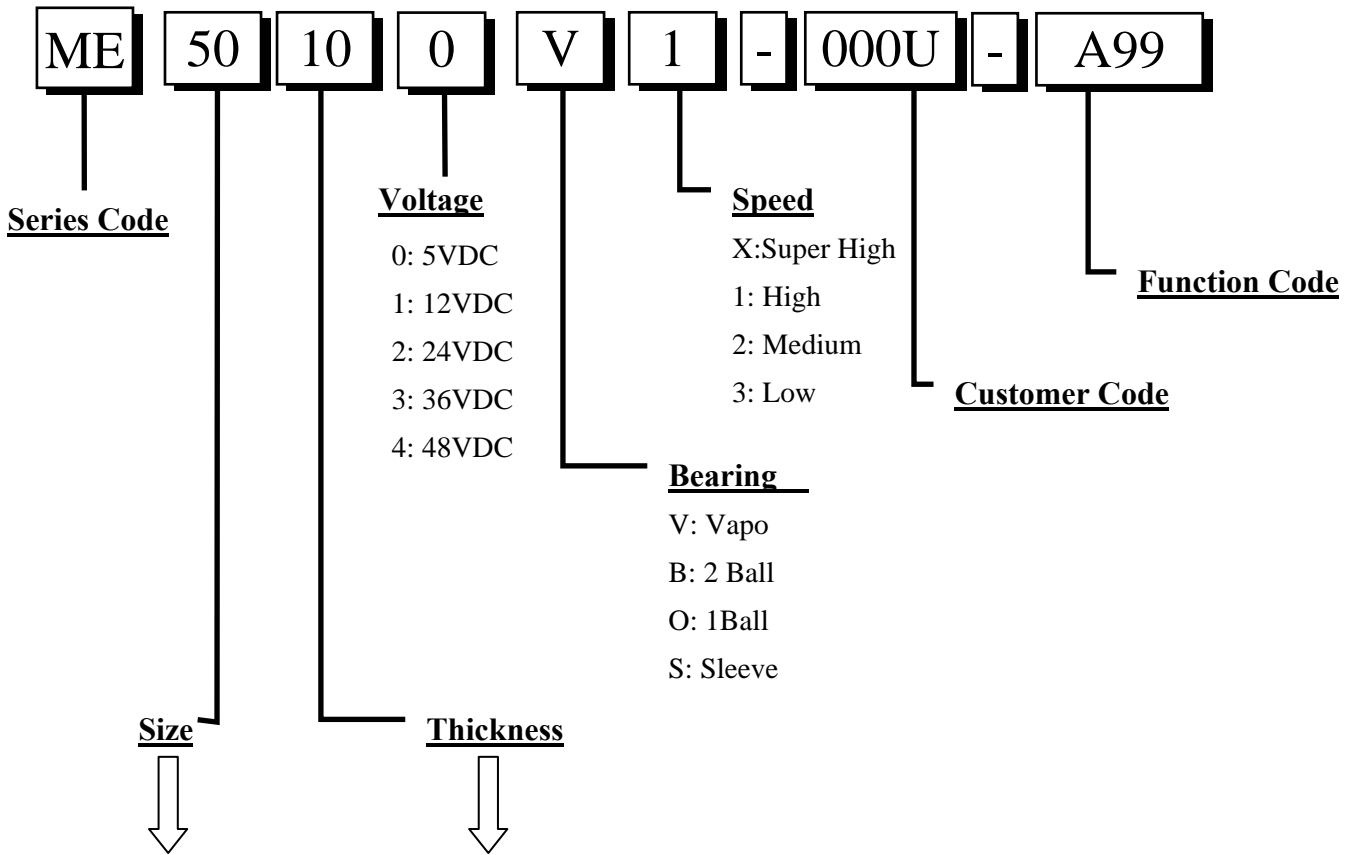 ME 50 10 0 V 1 - 000U - A99
Series Code
Voltage
0: 5VDC
1: 12VDC
2: 24VDC
3: 36VDC
4: 48VDC
Speed
X:Super High
1: High
2: Medium
3: Low
Function Code
Customer Code
Bearing
V: Vapo
B: 2 Ball
O: 1Ball
S: Sleeve
Size
Thickness